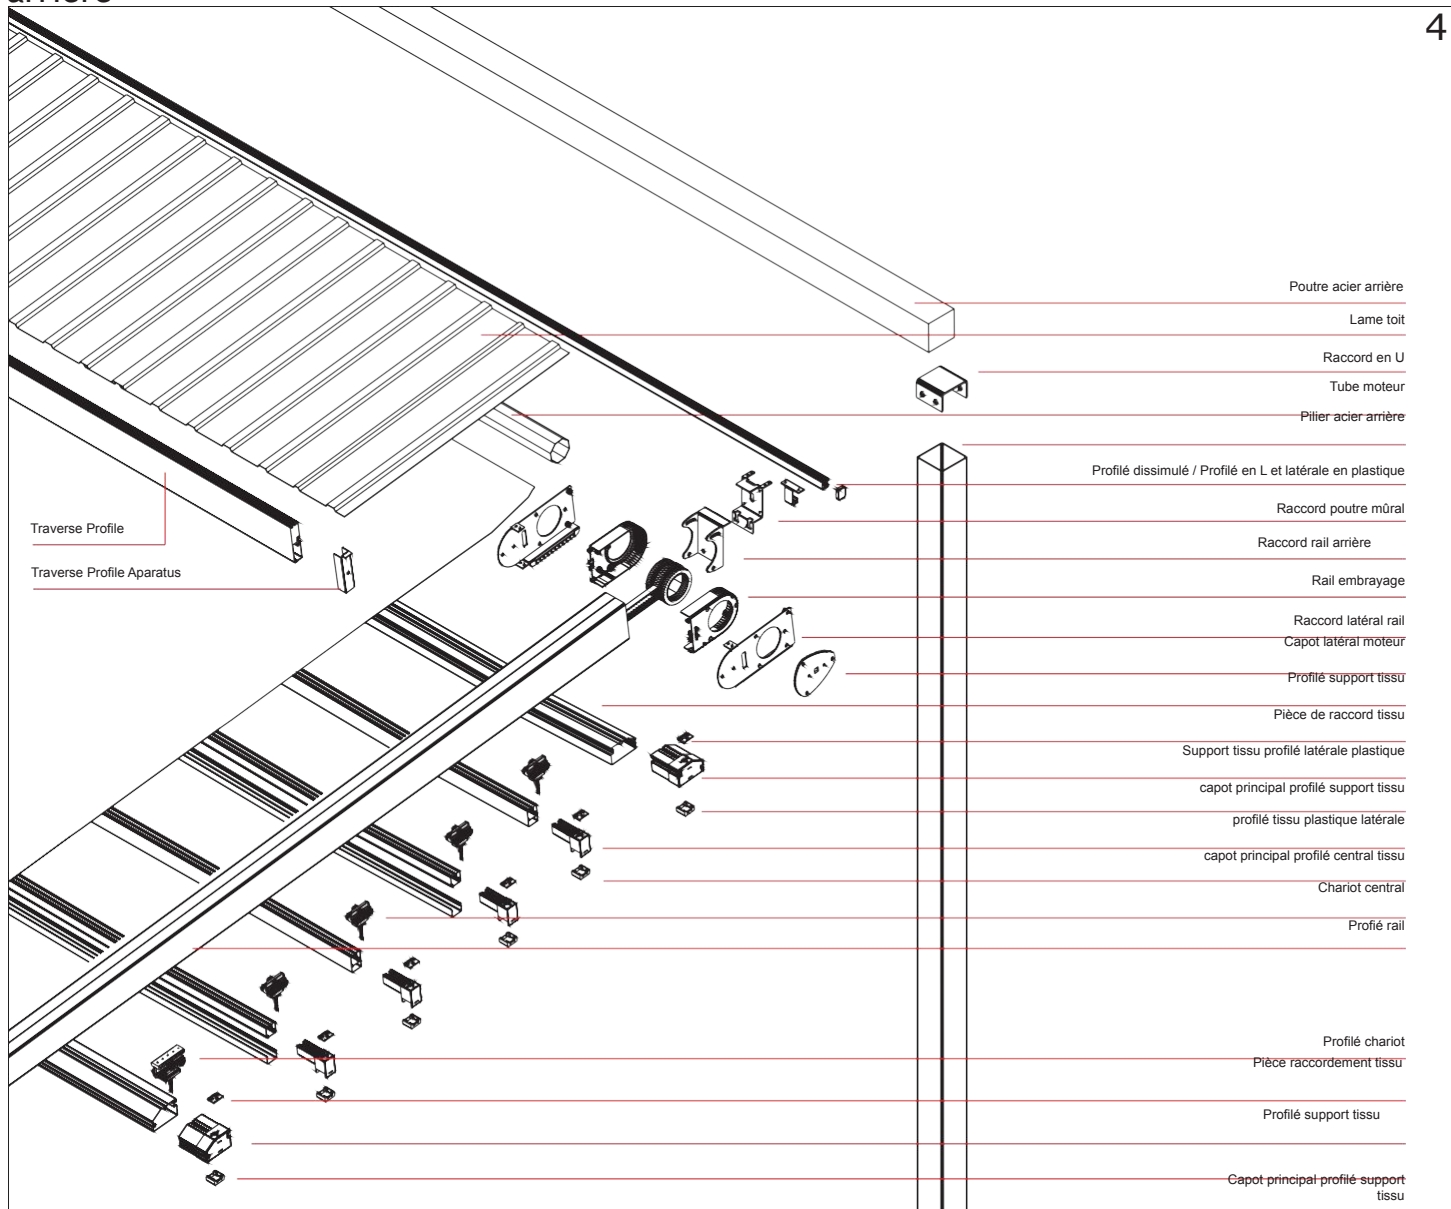 4
Poutre acier arrière
Lame toit
Raccord en U
Tube moteur
Pilier acier arrière
Profilé dissimulé / Profilé en L et latérale en plastique
Raccord poutre mûral
Raccord rail arrière
Rail embrayage
Raccord latéral rail
Capot latéral moteur
Profilé support tissu
Pièce de raccord tissu
Support tissu profilé latérale plastique
capot principal profilé support tissu
profilé tissu plastique latérale
capot principal profilé central tissu
Chariot central
Profié rail
Profilé chariot
Pièce raccordement tissu
Profilé support tissu
Capot principal profilé support
tissu
Traverse Profile
Traverse Profile Aparatus